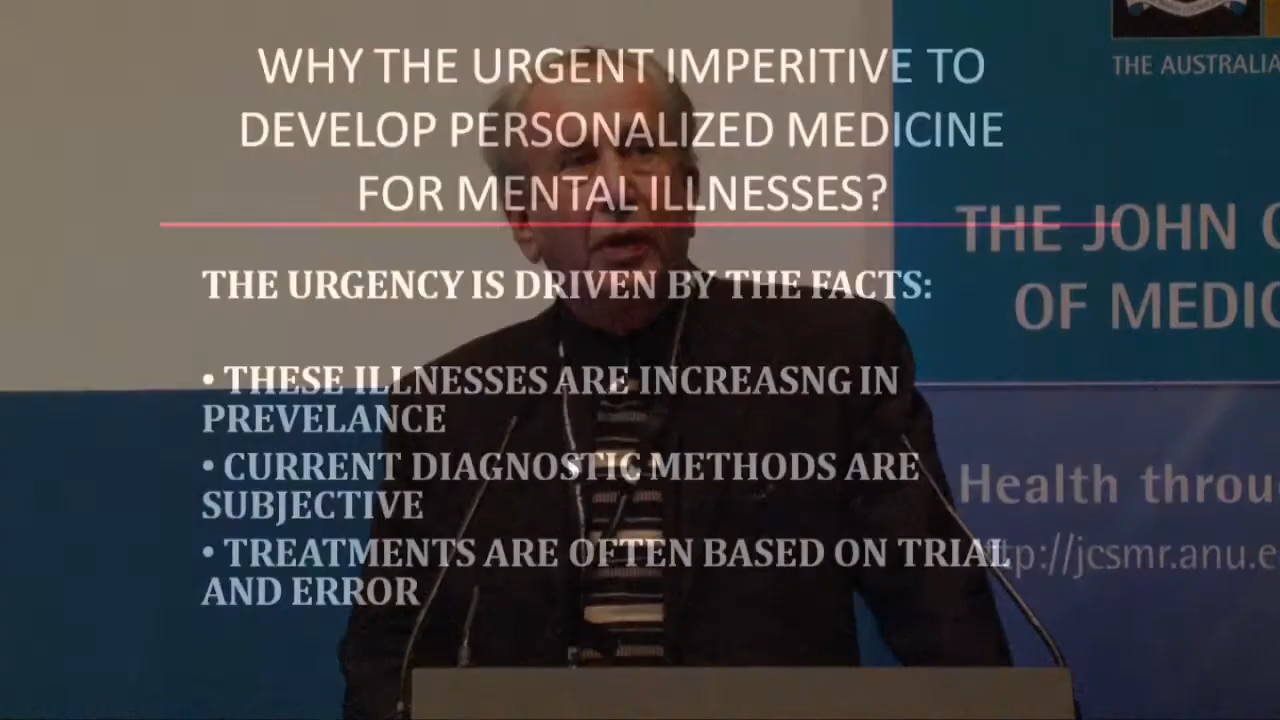 WHY THE URGENT IMPERITIVE TO
DEVELOP PERSONALIZED MEDICINE
FOR MENTAL ILLNESSES?
THE URGENCY IS DRIVEN BY THE FACTS:
• THESE ILLNESSES ARE INCREASNG IN
PREVELANCE
• CURRENT DIAGNOSTIC METHODS ARE
SUBJECTIVE
• TREATMENTS ARE OFTEN BASED ON TRIAL
AND ERROR
THE AUSTRALIA
THE JOHN
OF MEDIC
Health throu
tp://jcsmr.anu.e